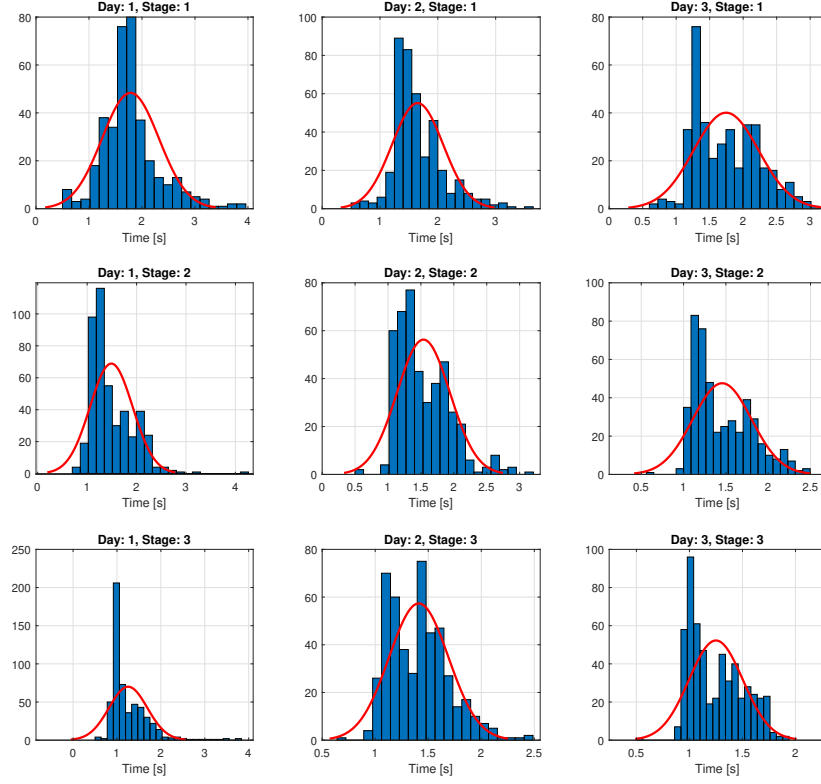 Day: 1, Stage: 1
80
60
40
20
0
0 1 2 3 4
Time [s]
Day: 2, Stage: 1
100
80
60
40
20
0
0 1 2 3
Time [s]
Day: 3, Stage: 1
80
60
40
20
0
0 0.5 1 1.5 2 2.5 3
Time [s]
Day: 1, Stage: 2
100
80
60
40
20
0
0 1 2 3 4
Time [s]
Day: 2, Stage: 2
80
60
40
20
0
0 0.5 1 1.5 2 2.5 3
Time [s]
Day: 3, Stage: 2
100
80
60
40
20
0
0.5 1 1.5 2 2.5
Time [s]
Day: 1, Stage: 3
250
200
150
100
50
0
0 1 2 3 4
Time [s]
Day: 2, Stage: 3
80
60
40
20
0
0.5 1 1.5 2 2.5
Time [s]
Day: 3, Stage: 3
100
80
60
40
20
0
0.5 1 1.5 2
Time [s]